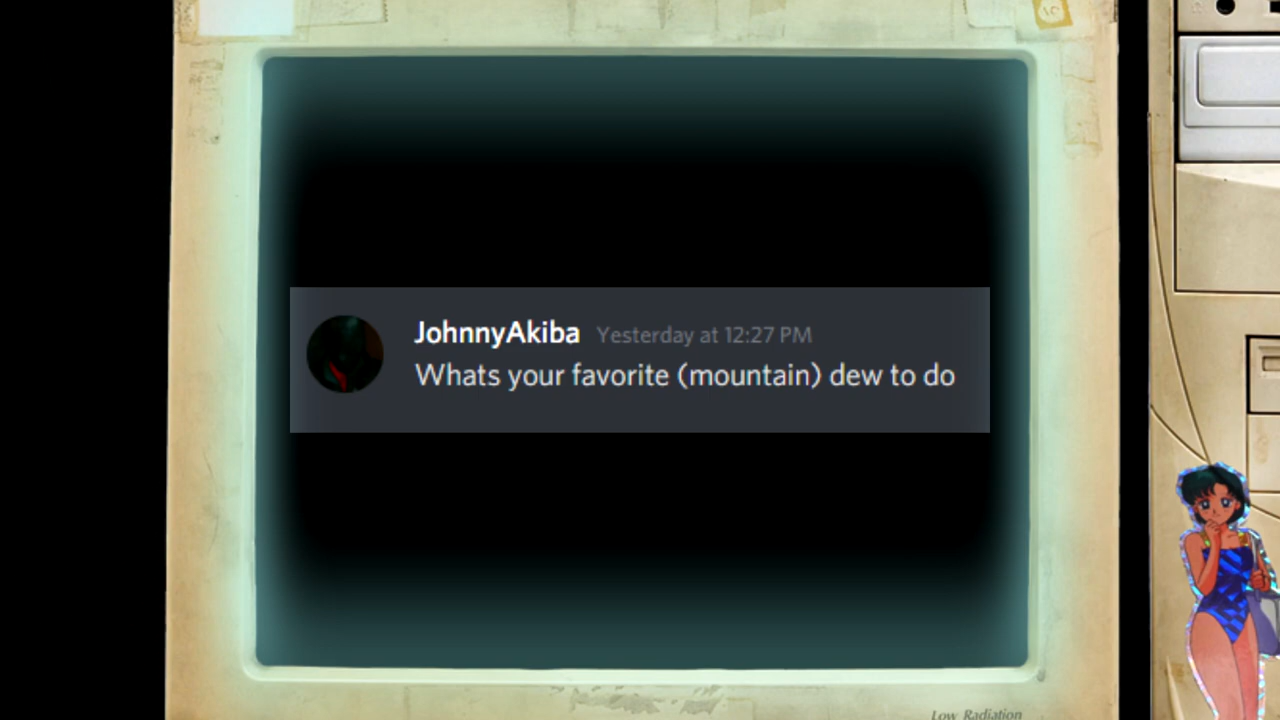 JohnnyAkiba Yesterday at 12:27 PM
Whats your favorite (mountain) dew to do
Low Radiation